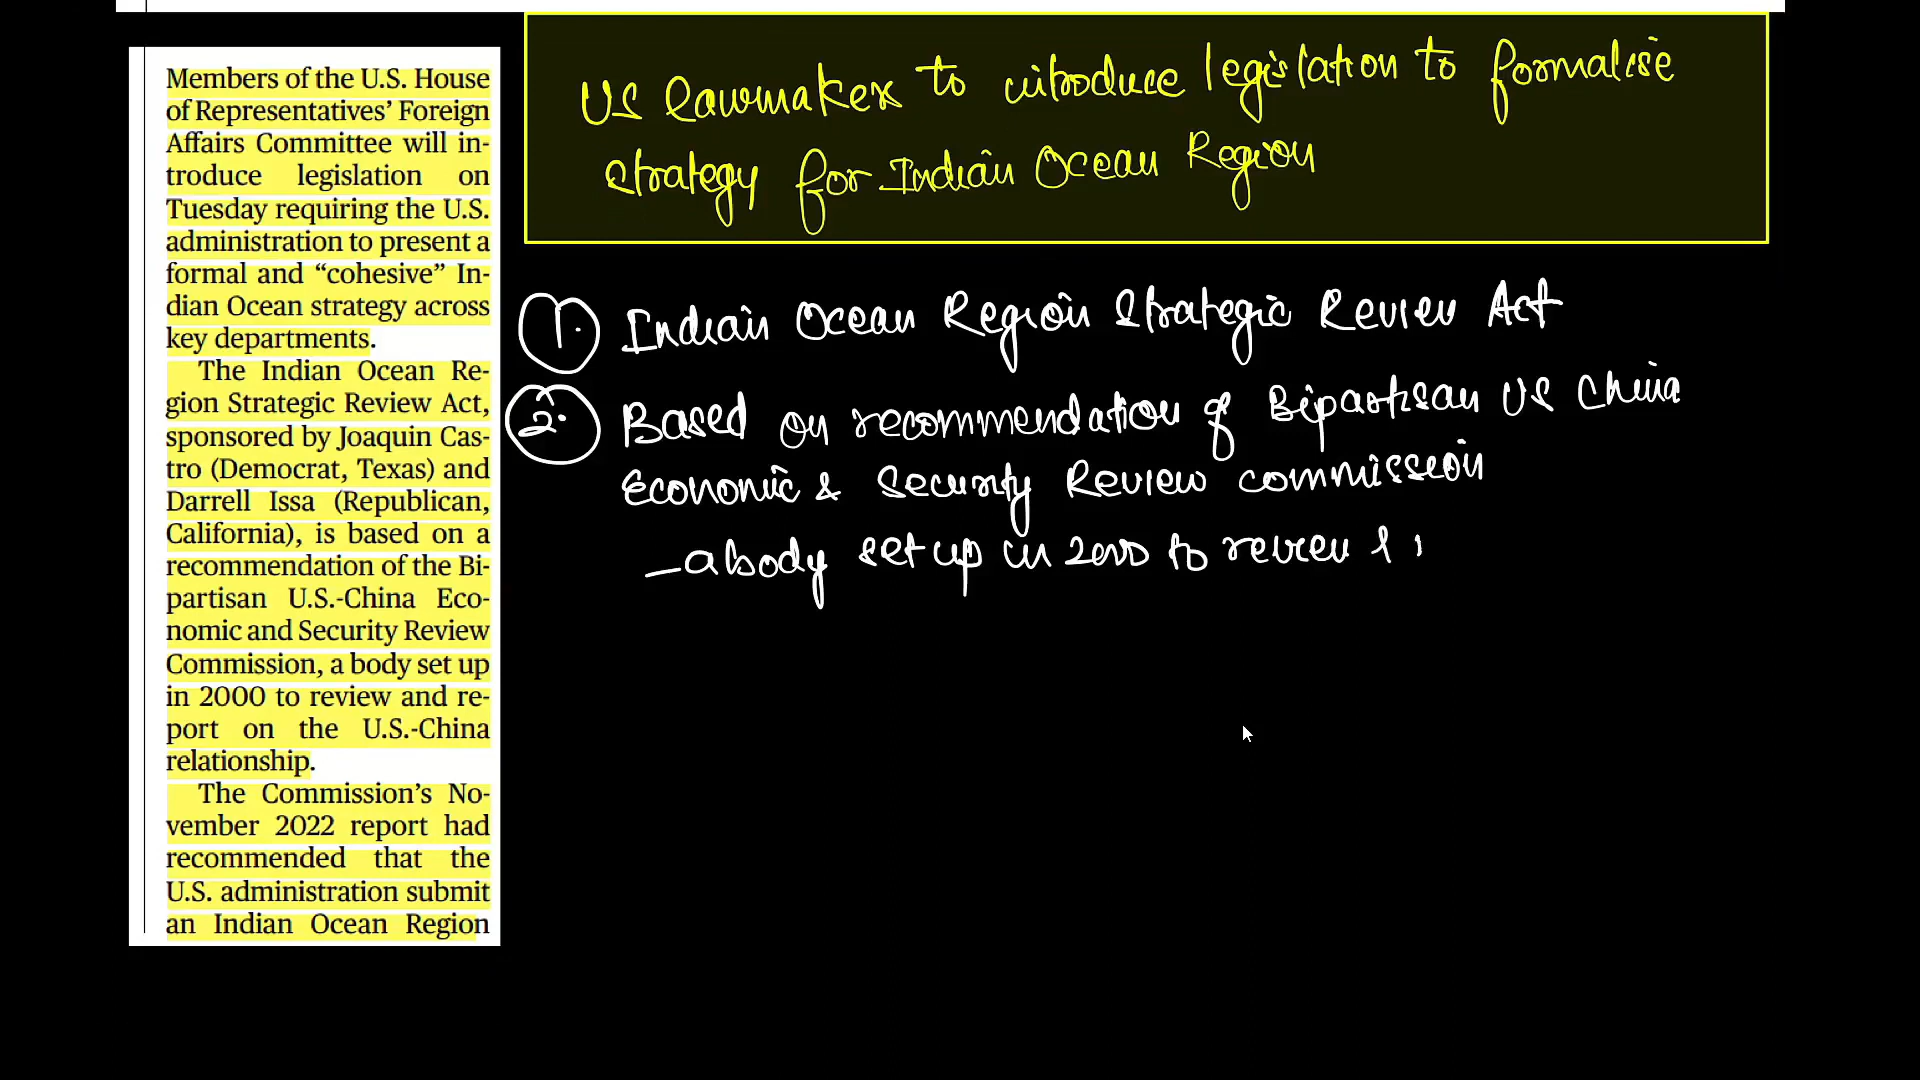 Members of the U.S. House
of Representatives’ Foreign
Affairs Committee will in-
troduce legislation on
Tuesday requiring the U.S.
administration to present a
formal and “cohesive” In-
dian Ocean strategy across
key departments.
The Indian Ocean Re-
gion Strategic Review Act,
sponsored by Joaquin Cas-
tro (Democrat, Texas) and
Darrell Issa (Republican,
California), is based on a
recommendation of the Bi-
partisan U.S.-China Eco-
nomic and Security Review
Commission, a body set up
in 2000 to review and re-
port on the U.S.-China
relationship.
The Commission’s No-
vember 2022 report had
recommended that the
U.S. administration submit
an Indian Ocean Region
US lawmakers to introduce legislation to formalise
strategy for Indian Ocean Region
1. Indian Ocean Region Strategic Review Act
2. Based on recommendation of Bipartisan US China
Economic & Security Review commission
- a body set up in 2000 to review &